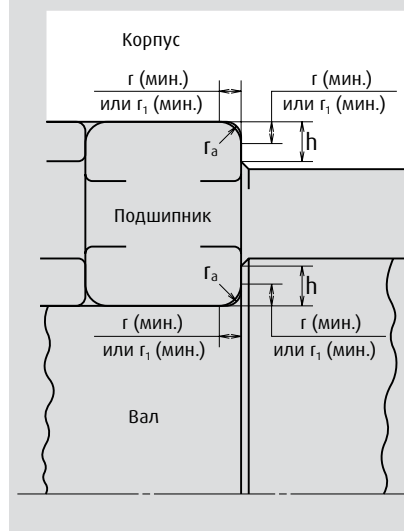 Корпус
r (мин.)
или r₁ (мин.)
r (мин.)
или r₁ (мин.)
rₐ
h
Подшипник
rₐ
h
r (мин.)
или r₁ (мин.)
r (мин.)
или r₁ (мин.)
Вал